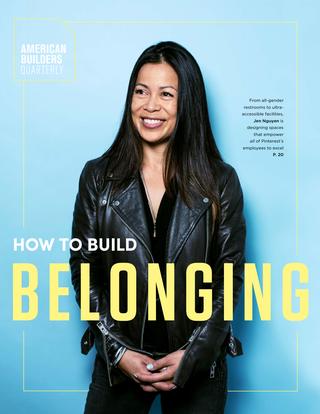 AMERICAN
BUILDERS
QUARTERLY
From all-gender
restrooms to ultra-
accessible facilities,
Jen Nguyen is
designing spaces
that empower
all of Pinterest's
employees to excel
P. 20
HOW TO BUILD
BELONGING